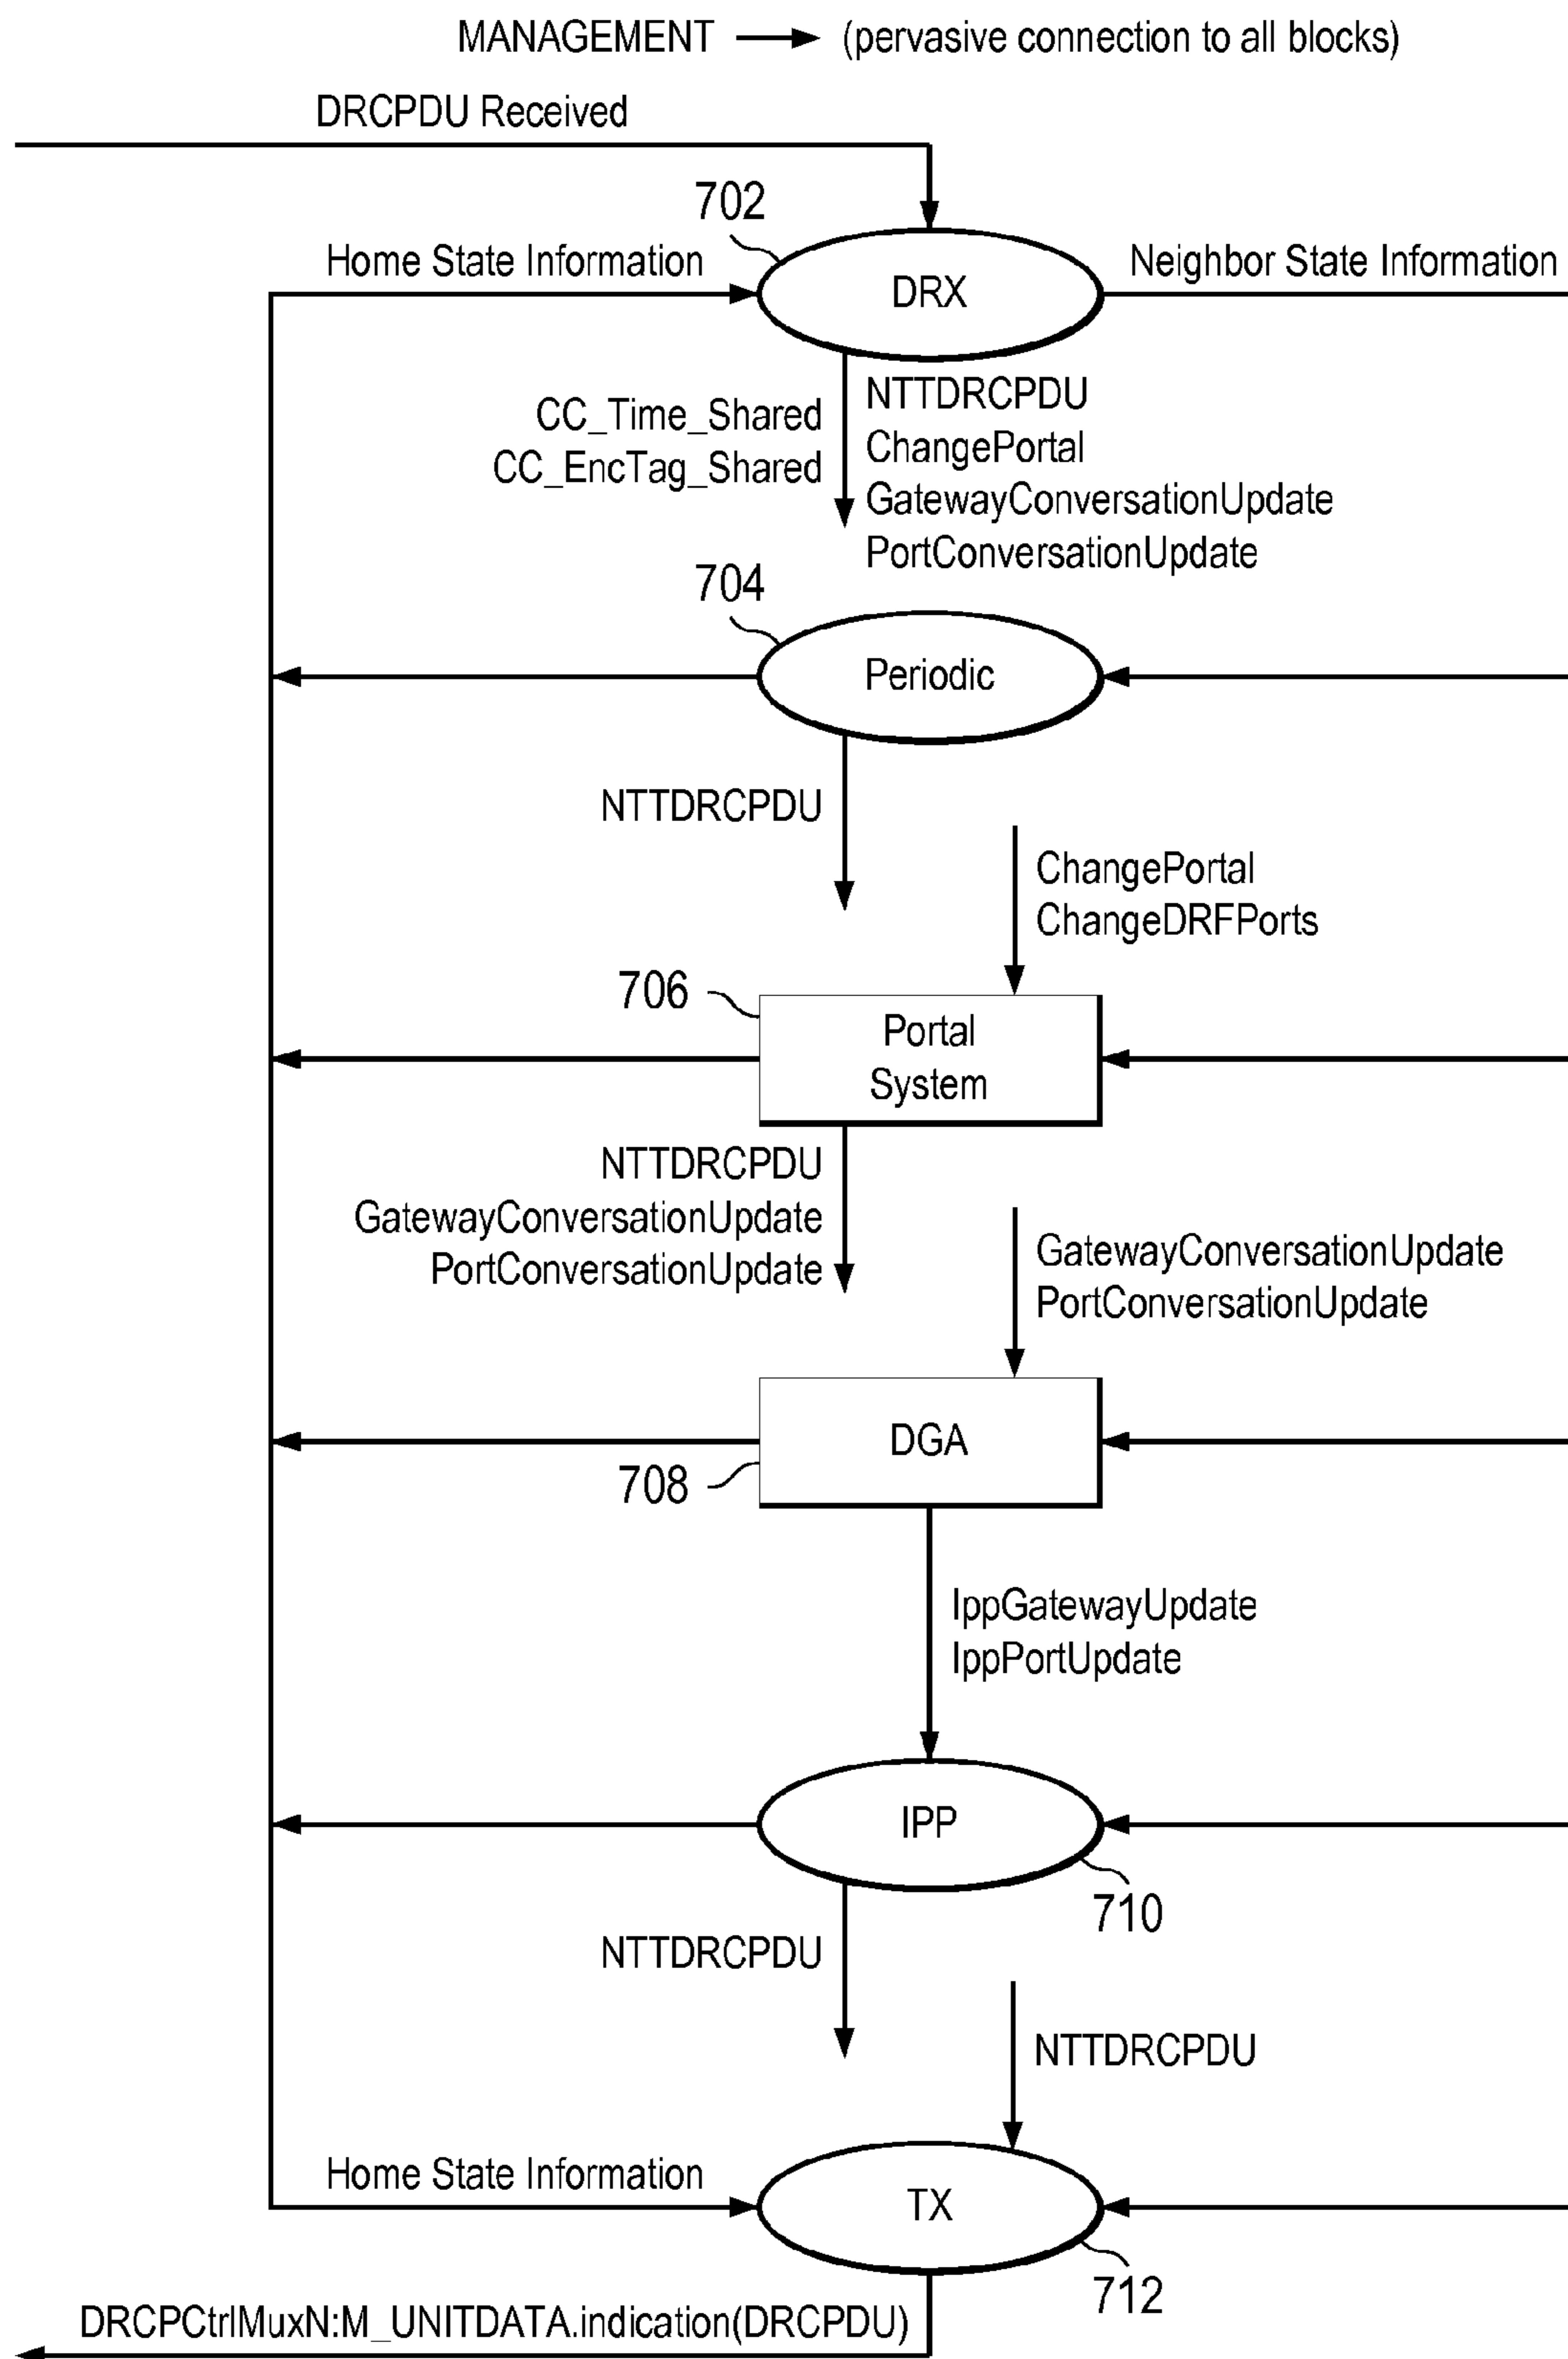 MANAGEMENT (pervasive connection to all blocks)
DRCPDU Received
702
Home State Information
DRX
Neighbor State Information
CC_Time_Shared
CC_EncTag_Shared
NTTDRCPDU
ChangePortal
GatewayConversationUpdate
PortConversationUpdate
704
Periodic
NTTDRCPDU
ChangePortal
ChangeDRFPorts
706
Portal
System
NTTDRCPDU
GatewayConversationUpdate
PortConversationUpdate
GatewayConversationUpdate
PortConversationUpdate
DGA
708
IppGatewayUpdate
IppPortUpdate
IPP
710
NTTDRCPDU
NTTDRCPDU
Home State Information
TX
712
DRCPCtrlMuxN:M_UNITDATA.indication(DRCPDU)